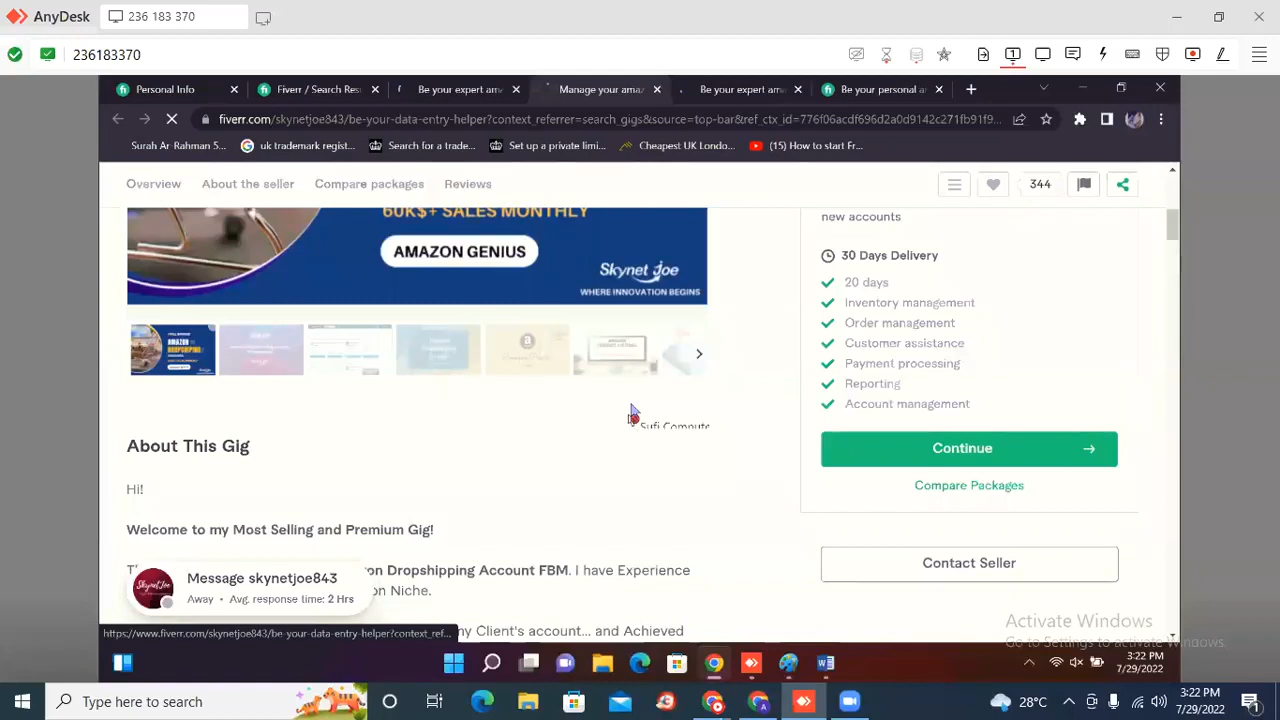 AnyDesk
236 183 370
236183370
Personal Info
Fiverr / Search Res
Be your expert am
Manage your ama
Be your expert am
Be your personal a
fiverr.com/skynetjoe843/be-your-data-entry-helper?context_referrer=search_gigs&source=top-bar&ref_ctx_id=776f06acdf696d2a0d9142c271fb91f9...
Surah Ar-Rahman 5...
uk trademark regist...
Search for a trade...
Set up a private limi...
Cheapest UK Londo...
(15) How to start Fr...
Overview
About the seller
Compare packages
Reviews
344
60K$+ SALES MONTHLY
AMAZON GENIUS
Skynet Joe
WHERE INNOVATION BEGINS
new accounts
30 Days Delivery
20 days
Inventory management
Order management
Customer assistance
Payment processing
Reporting
Account management
Continue
Compare Packages
Contact Seller
Sufi Compute
About This Gig
Hi!
Welcome to my Most Selling and Premium Gig!
on Dropshipping Account FBM. I have Experience
on Niche.
my Client's account... and Achieved
Message skynetjoe843
Away • Avg. response time: 2 Hrs
https://www.fiverr.com/skynetjoe843/be-your-data-entry-helper?context_ref...
Activate Windows
Go to Settings to activate Windows.
3:22 PM
7/29/2022
Type here to search
28°C
3:22 PM
7/29/2022